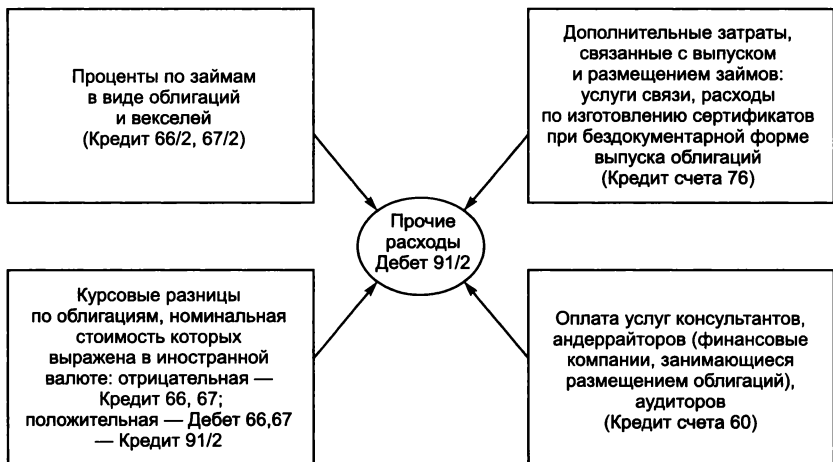 Проценты по займам
в виде облигаций
и векселей
(Кредит 66/2, 67/2)
Дополнительные затраты,
связанные с выпуском
и размещением займов:
услуги связи, расходы
по изготовлению сертификатов
при бездокументарной форме
выпуска облигаций
(Кредит счета 76)
Прочие
расходы
Дебет 91/2
Курсовые разницы
по облигациям, номинальная
стоимость которых
выражена в иностранной
валюте: отрицательная —
Кредит 66, 67;
положительная — Дебет 66,67
— Кредит 91/2
Оплата услуг консультантов,
андеррайторов (финансовые
компании, занимающиеся
размещением облигаций),
аудиторов
(Кредит счета 60)